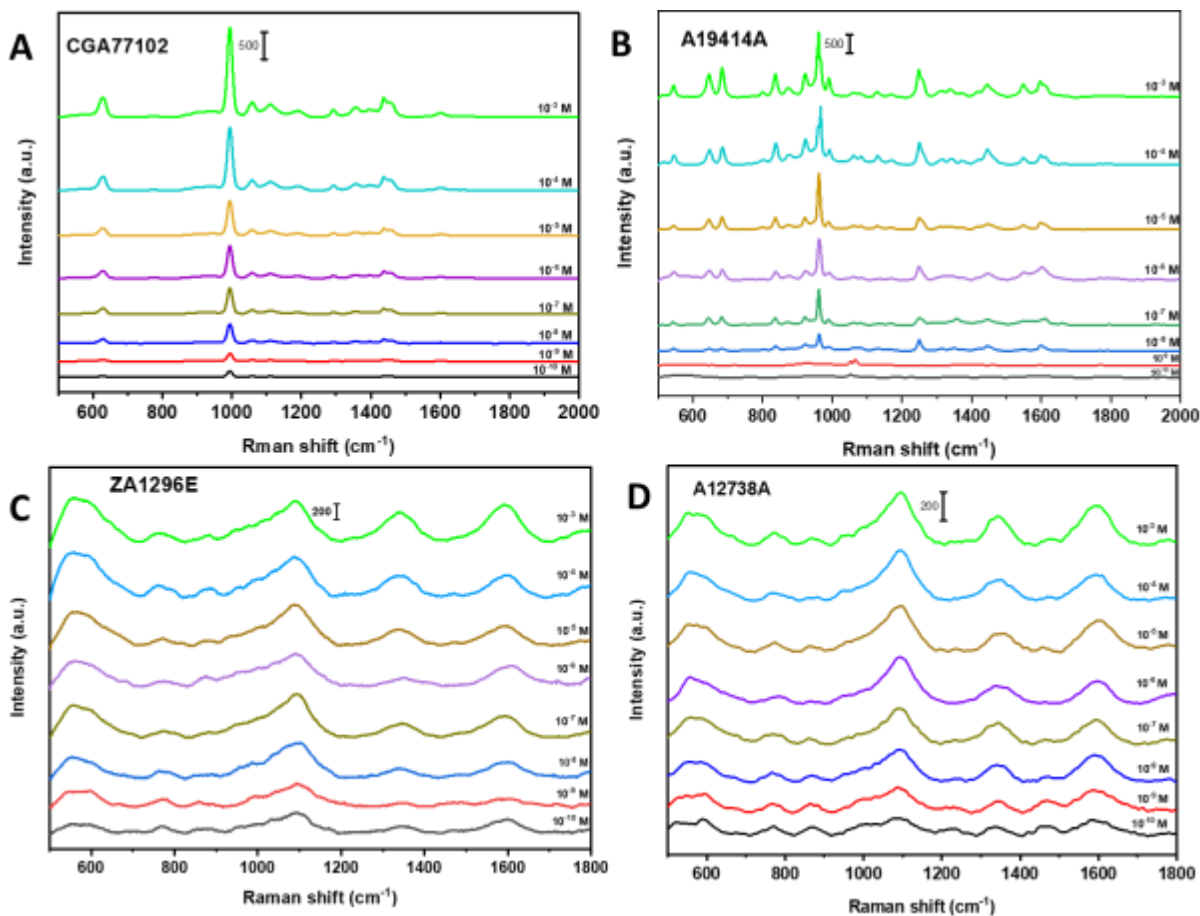 A
CGA77102
500
10⁻³ M
10⁻⁴ M
10⁻⁵ M
10⁻⁶ M
10⁻⁷ M
10⁻⁸ M
10⁻⁹ M
10⁻¹⁰ M
Intensity (a.u.)
600 800 1000 1200 1400 1600 1800 2000
Rman shift (cm⁻¹)
B
A19414A
500
10⁻³ M
10⁻⁴ M
10⁻⁵ M
10⁻⁶ M
10⁻⁷ M
10⁻⁸ M
10⁻⁹ M
10⁻¹⁰ M
Intensity (a.u.)
600 800 1000 1200 1400 1600 1800 2000
Rman shift (cm⁻¹)
C
ZA1296E
200
10⁻³ M
10⁻⁴ M
10⁻⁵ M
10⁻⁶ M
10⁻⁷ M
10⁻⁸ M
10⁻⁹ M
10⁻¹⁰ M
Intensity (a.u.)
600 800 1000 1200 1400 1600 1800
Raman shift (cm⁻¹)
D
A12738A
200
10⁻³ M
10⁻⁴ M
10⁻⁵ M
10⁻⁶ M
10⁻⁷ M
10⁻⁸ M
10⁻⁹ M
10⁻¹⁰ M
Intensity (a.u.)
600 800 1000 1200 1400 1600 1800
Raman shift (cm⁻¹)